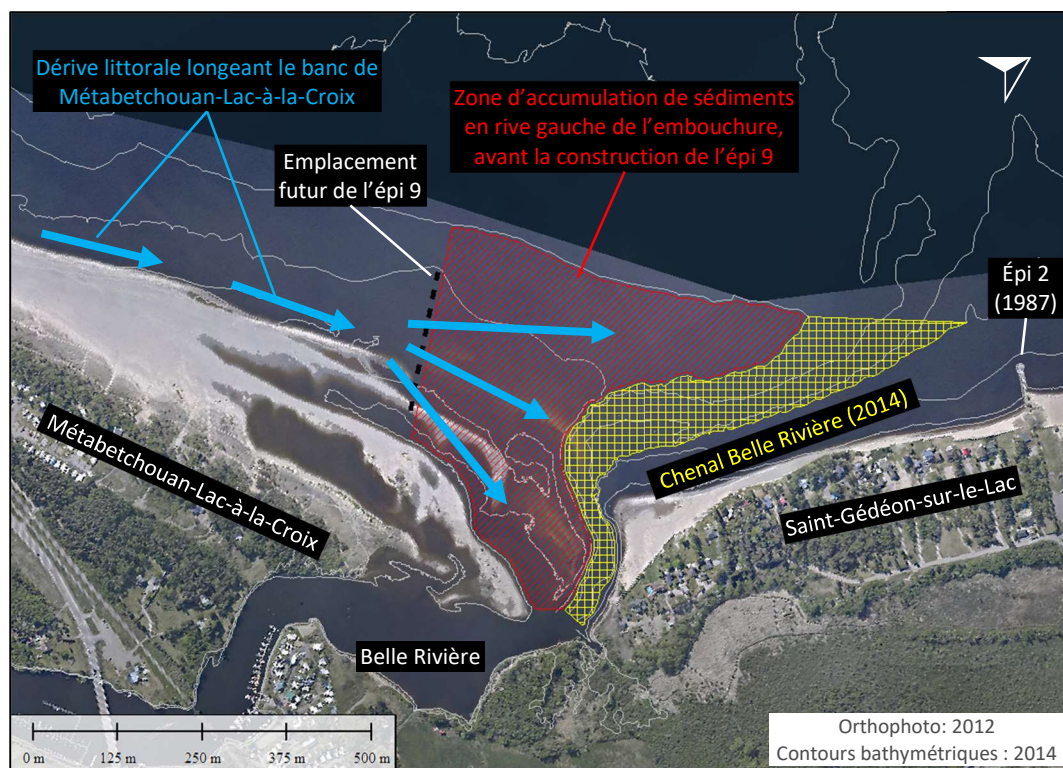 Dérive littorale longeant le banc de
Métabetchouan-Lac-à-la-Croix
Zone d’accumulation de sédiments
en rive gauche de l’embouchure,
avant la construction de l’épi 9
Emplacement
futur de l’épi 9
Épi 2
(1987)
Chenal Belle Rivière (2014)
Métabetchouan-Lac-à-la-Croix
Saint-Gédéon-sur-le-Lac
Belle Rivière
0 m 125 m 250 m 375 m 500 m
Orthophoto: 2012
Contours bathymétriques : 2014